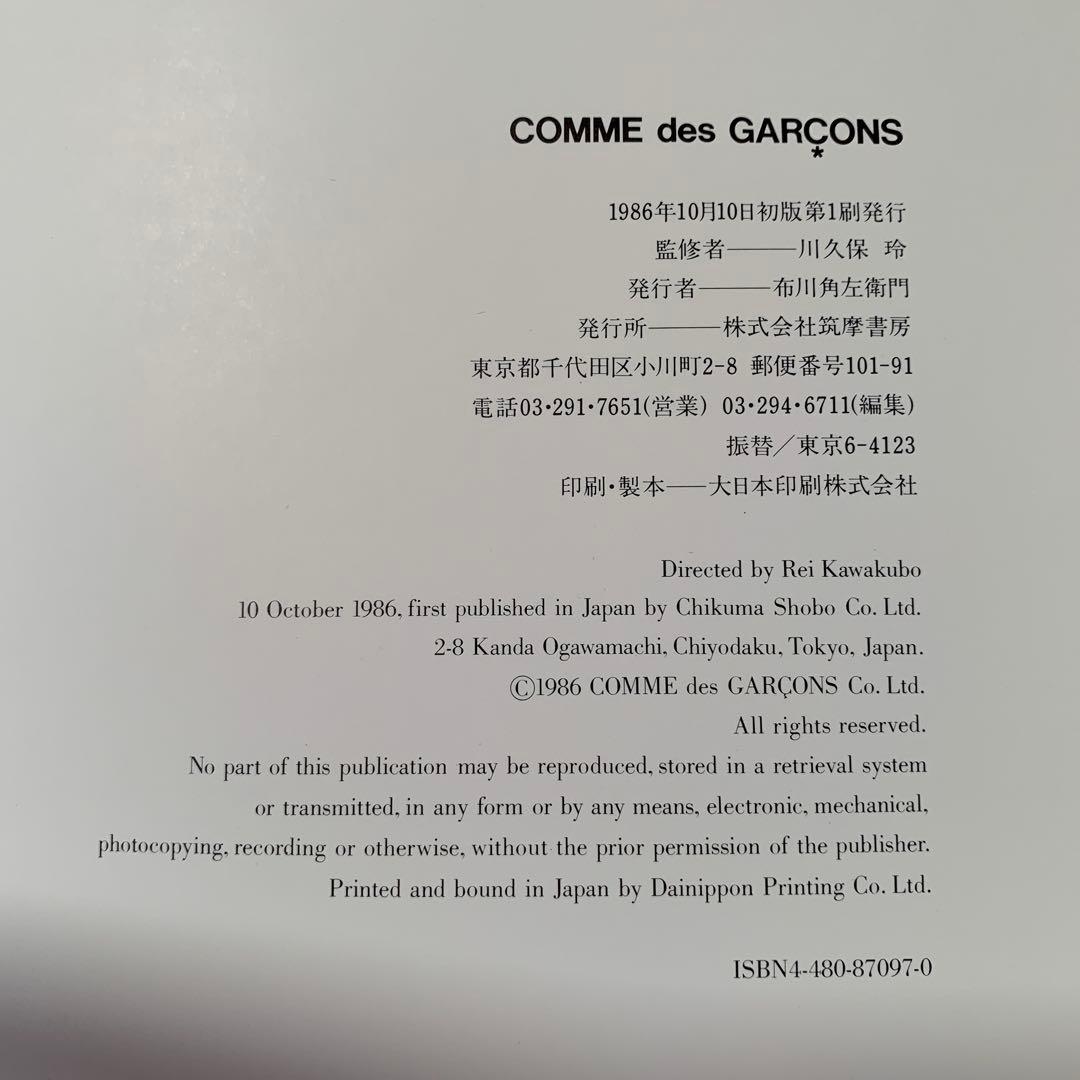 COMME des GARÇONS
*
1986年10月10日初版第1刷発行
監修者———川久保 玲
発行者———布川角左衛門
発行所———株式会社筑摩書房
東京都千代田区小川町2-8 郵便番号101-91
電話03・291・7651(営業) 03・294・6711(編集)
振替／東京6-4123
印刷・製本——大日本印刷株式会社
Directed by Rei Kawakubo
10 October 1986, first published in Japan by Chikuma Shobo Co. Ltd.
2-8 Kanda Ogawamachi, Chiyodaku, Tokyo, Japan.
©1986 COMME des GARÇONS Co. Ltd.
All rights reserved.
No part of this publication may be reproduced, stored in a retrieval system
or transmitted, in any form or by any means, electronic, mechanical,
photocopying, recording or otherwise, without the prior permission of the publisher.
Printed and bound in Japan by Dainippon Printing Co. Ltd.
ISBN4-480-87097-0